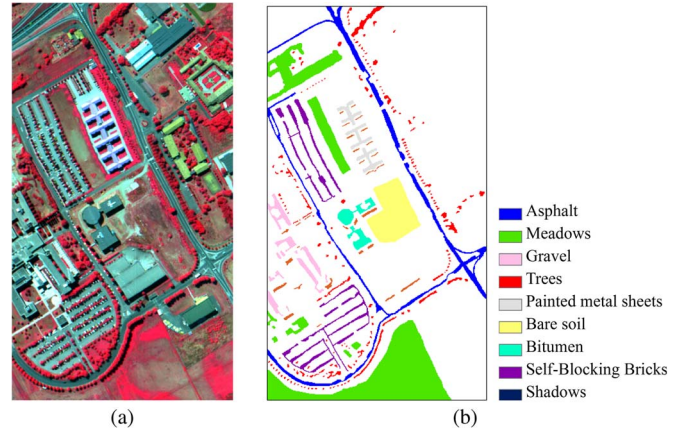 Asphalt
Meadows
Gravel
Trees
Painted metal sheets
Bare soil
Bitumen
Self-Blocking Bricks
Shadows
(a)
(b)